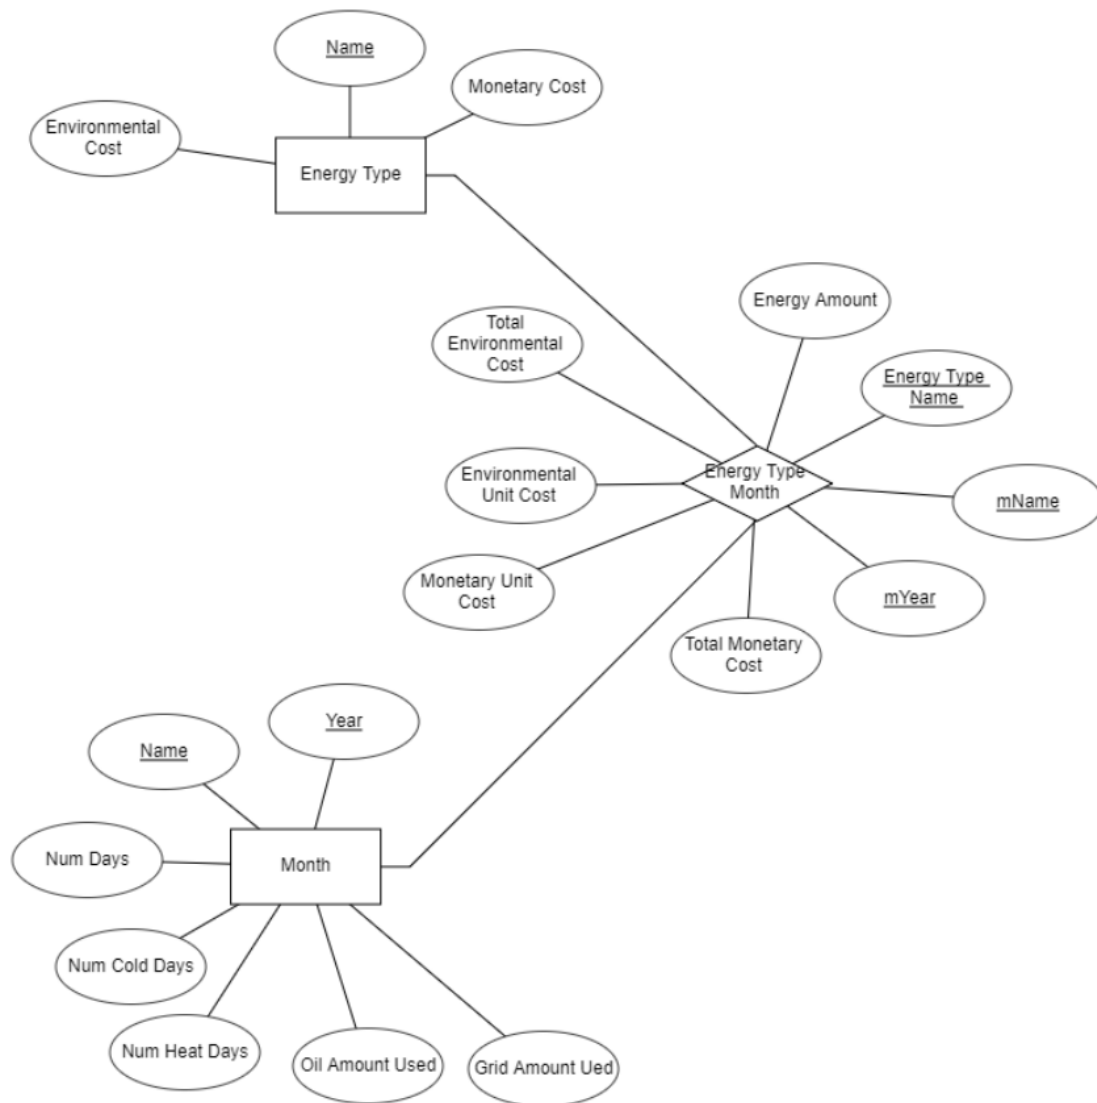 Name
Monetary Cost
Environmental
Cost
Energy Type
Energy Amount
Total
Environmental
Cost
Energy Type
Name
Environmental
Unit Cost
Energy Type
Month
mName
Monetary Unit
Cost
mYear
Total Monetary
Cost
Year
Name
Num Days
Month
Num Cold Days
Num Heat Days
Oil Amount Used
Grid Amount Ued